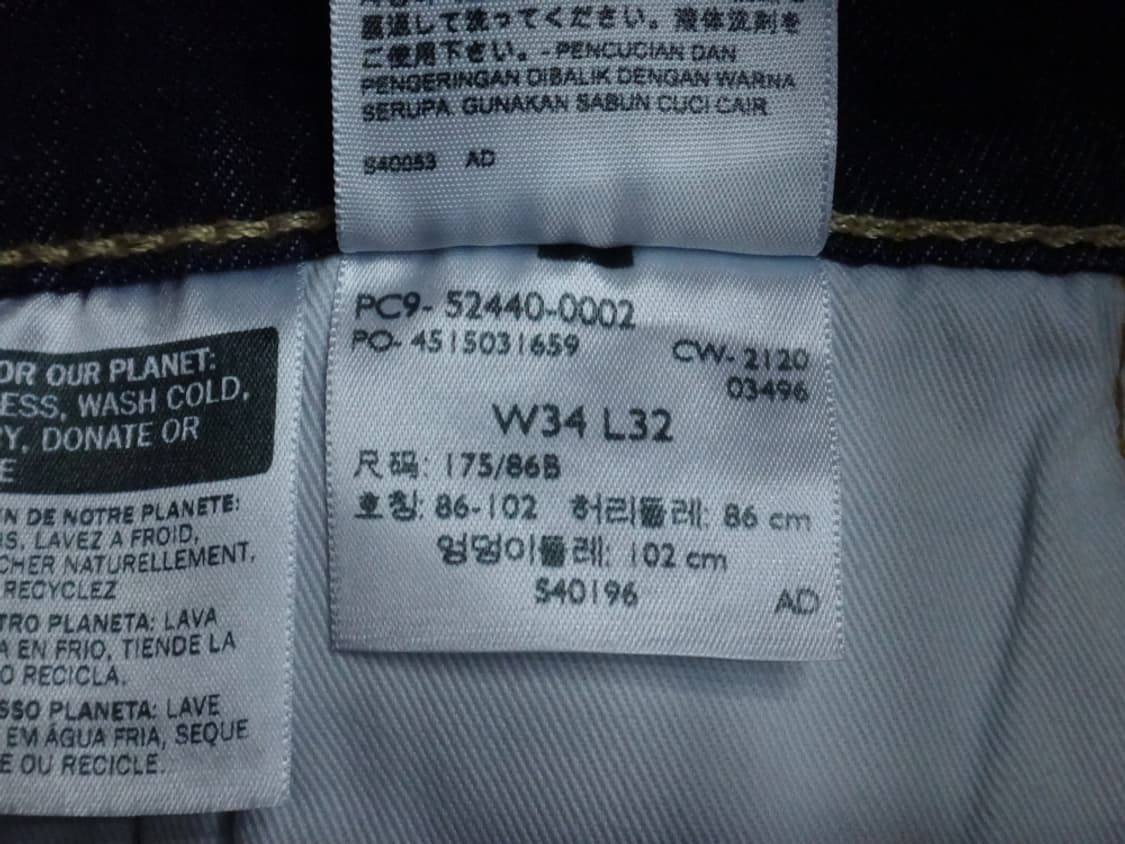 履返して洗ってください。液体洗剤を
ご使用下さい。- PENCUCIAN DAN
PENGERINGAN DIBALIK DENGAN WARNA
SERUPA. GUNAKAN SABUN CUCI CAIR
S40053 AD
OR OUR PLANET:
ESS, WASH COLD,
Y, DONATE OR
E
N DE NOTRE PLANÈTE:
S, LAVEZ A FROID,
CHER NATURELLEMENT,
RECYCLEZ
TRO PLANETA: LAVA
A EN FRIO, TIENDE LA
O RECICLA.
SSO PLANETA: LAVE
EM ÁGUA FRIA, SEQUE
E OU RECICLE.
PC9- 52440-0002
PO- 4515031659
CW- 2120
03496
W34 L32
尺码: 175/86B
호칭: 86-102 허리둘레: 86 cm
엉덩이둘레: 102 cm
S40196
AD